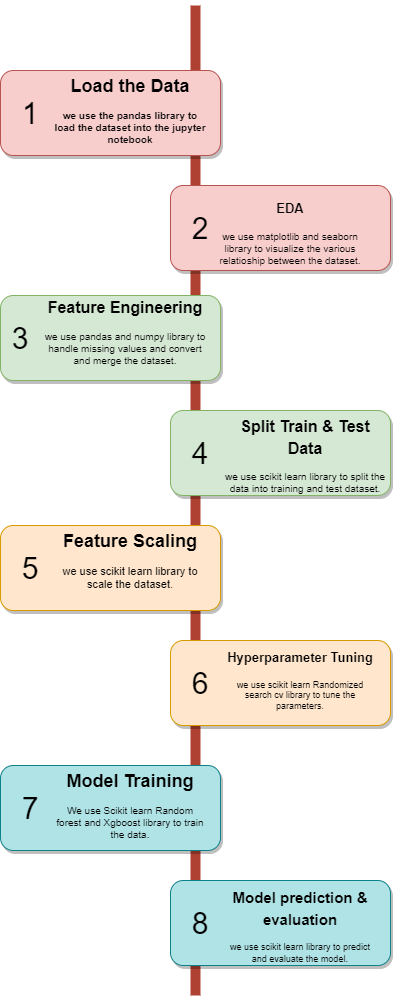 Load the Data
1
we use the pandas library to
load the dataset into the jupyter
notebook
EDA
2
we use matplotlib and seaborn
library to visualize the various
relatioship between the dataset.
Feature Engineering
3
we use pandas and numpy library to
handle missing values and convert
and merge the dataset.
Split Train & Test
Data
4
we use scikit learn library to split the
data into training and test dataset.
Feature Scaling
5
we use scikit learn library to
scale the dataset.
Hyperparameter Tuning
6
we use scikit learn Randomized
search cv library to tune the
parameters.
Model Training
7
We use Scikit learn Random
forest and Xgboost library to train
the data.
Model prediction &
evaluation
8
we use scikit learn library to predict
and evaluate the model.